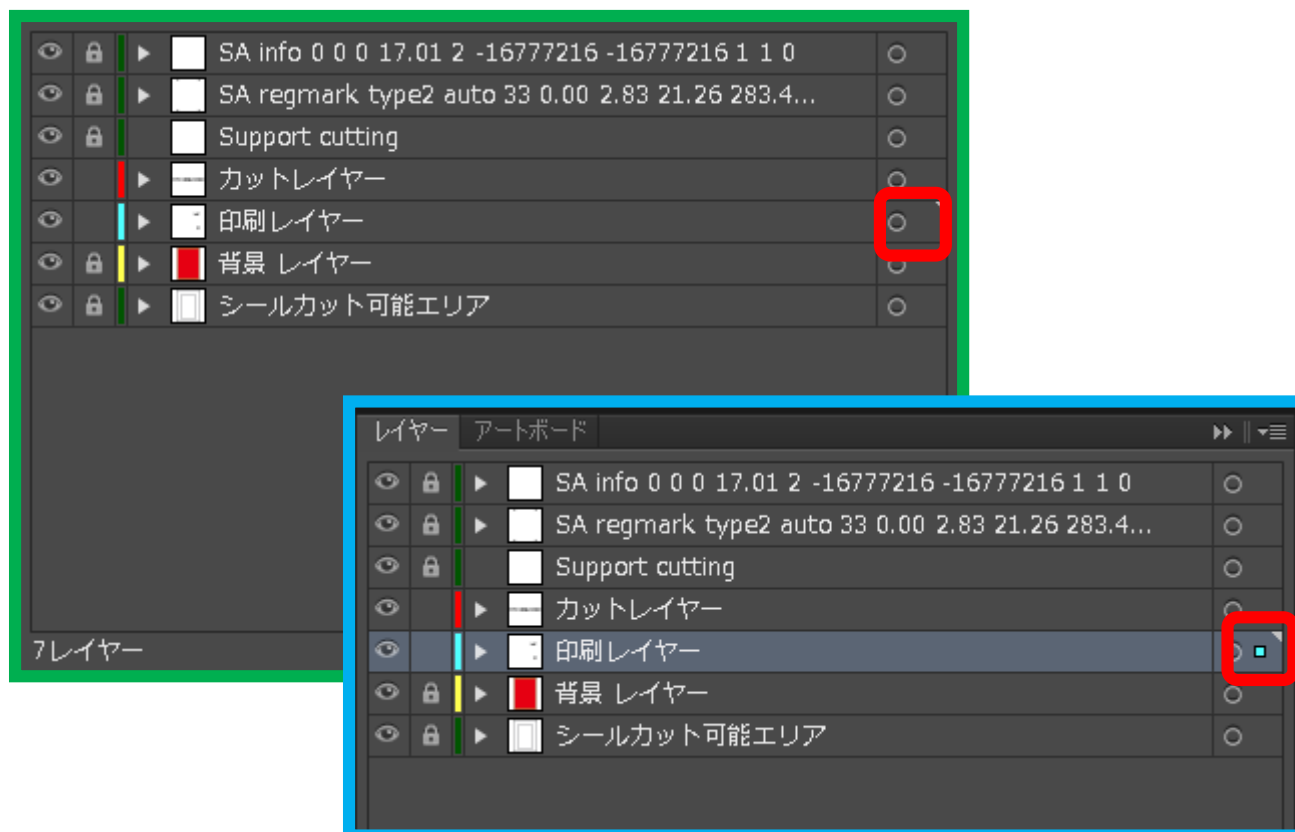 SA info 0 0 0 17.01 2 -16777216 -16777216 1 1 0
SA regmark type2 auto 33 0.00 2.83 21.26 283.4...
Support cutting
カットレイヤー
印刷レイヤー
背景 レイヤー
シールカット可能エリア
7レイヤー
レイヤー アートボード
SA info 0 0 0 17.01 2 -16777216 -16777216 1 1 0
SA regmark type2 auto 33 0.00 2.83 21.26 283.4...
Support cutting
カットレイヤー
印刷レイヤー
背景 レイヤー
シールカット可能エリア